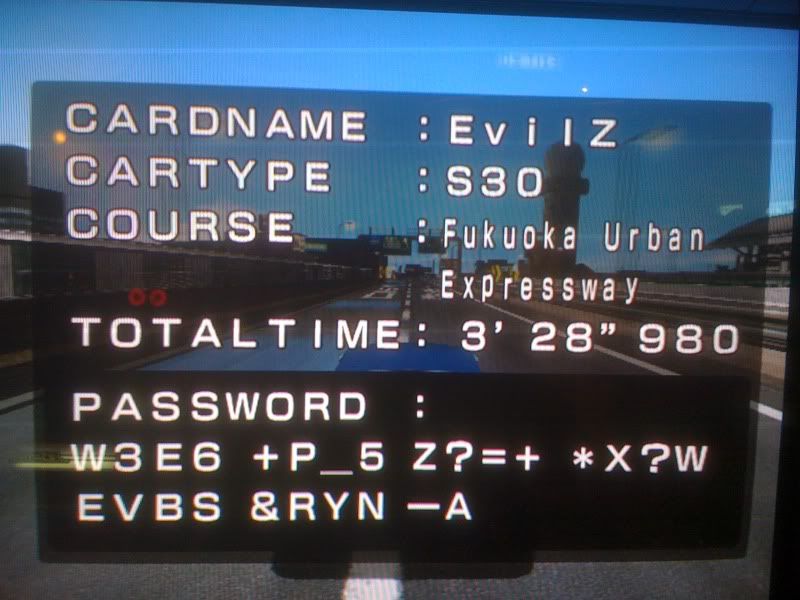 CARDNAME : EvilZ
CARTYPE : S30
COURSE : Fukuoka Urban
Expressway
TOTALTIME: 3' 28" 980
PASSWORD :
W3E6 +P_5 Z?=+ *X?W
EVBS &RYN -A